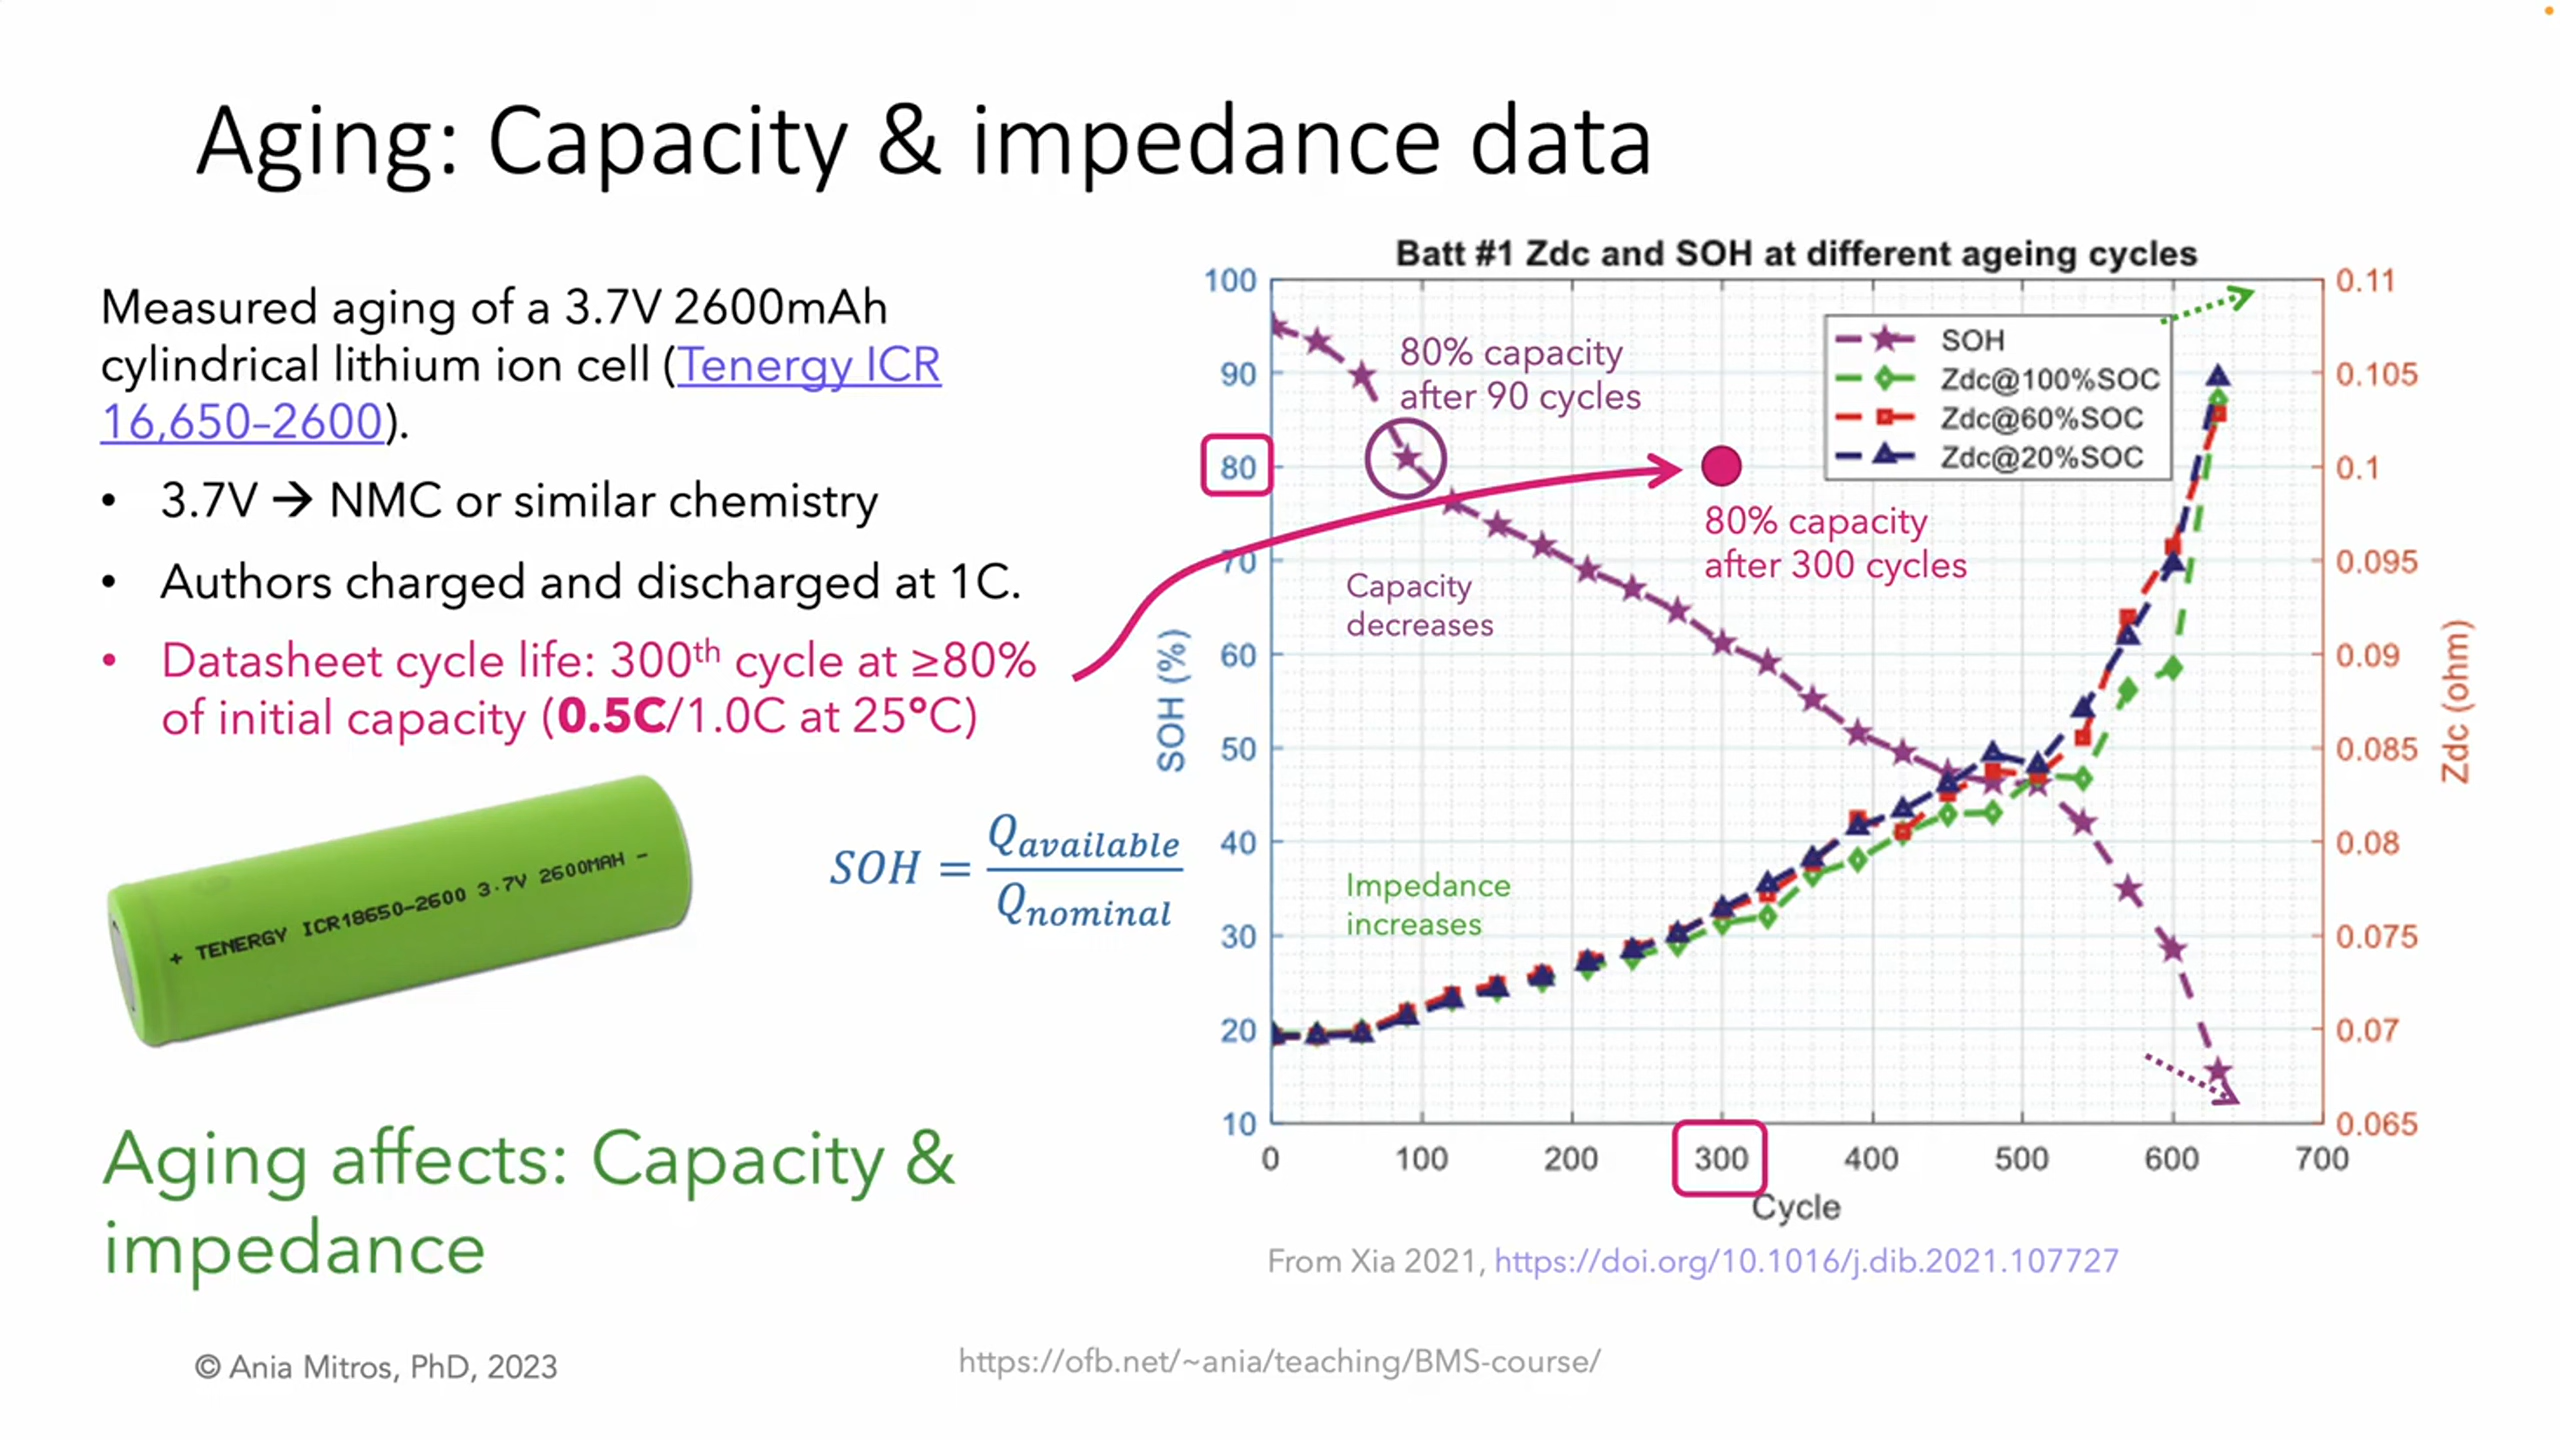 Aging: Capacity & impedance data
Measured aging of a 3.7V 2600mAh
cylindrical lithium ion cell (Tenergy ICR
16,650–2600).
• 3.7V → NMC or similar chemistry
• Authors charged and discharged at 1C.
• Datasheet cycle life: 300th cycle at ≥80%
of initial capacity (0.5C/1.0C at 25°C)
+ TENERGY ICR18650-2600 3.7V 2600MAH -
SOH = Qavailable / Qnominal
Aging affects: Capacity &
impedance
Batt #1 Zdc and SOH at different ageing cycles
100
90
80
70
60
50
40
30
20
10
SOH (%)
80% capacity
after 90 cycles
SOH
Zdc@100%SOC
Zdc@60%SOC
Zdc@20%SOC
80% capacity
after 300 cycles
Capacity
decreases
Impedance
increases
0.11
0.105
0.1
0.095
0.09
0.085
0.08
0.075
0.07
0.065
Zdc (ohm)
0 100 200 300 400 500 600 700
Cycle
From Xia 2021, https://doi.org/10.1016/j.dib.2021.107727
© Ania Mitros, PhD, 2023
https://ofb.net/~ania/teaching/BMS-course/